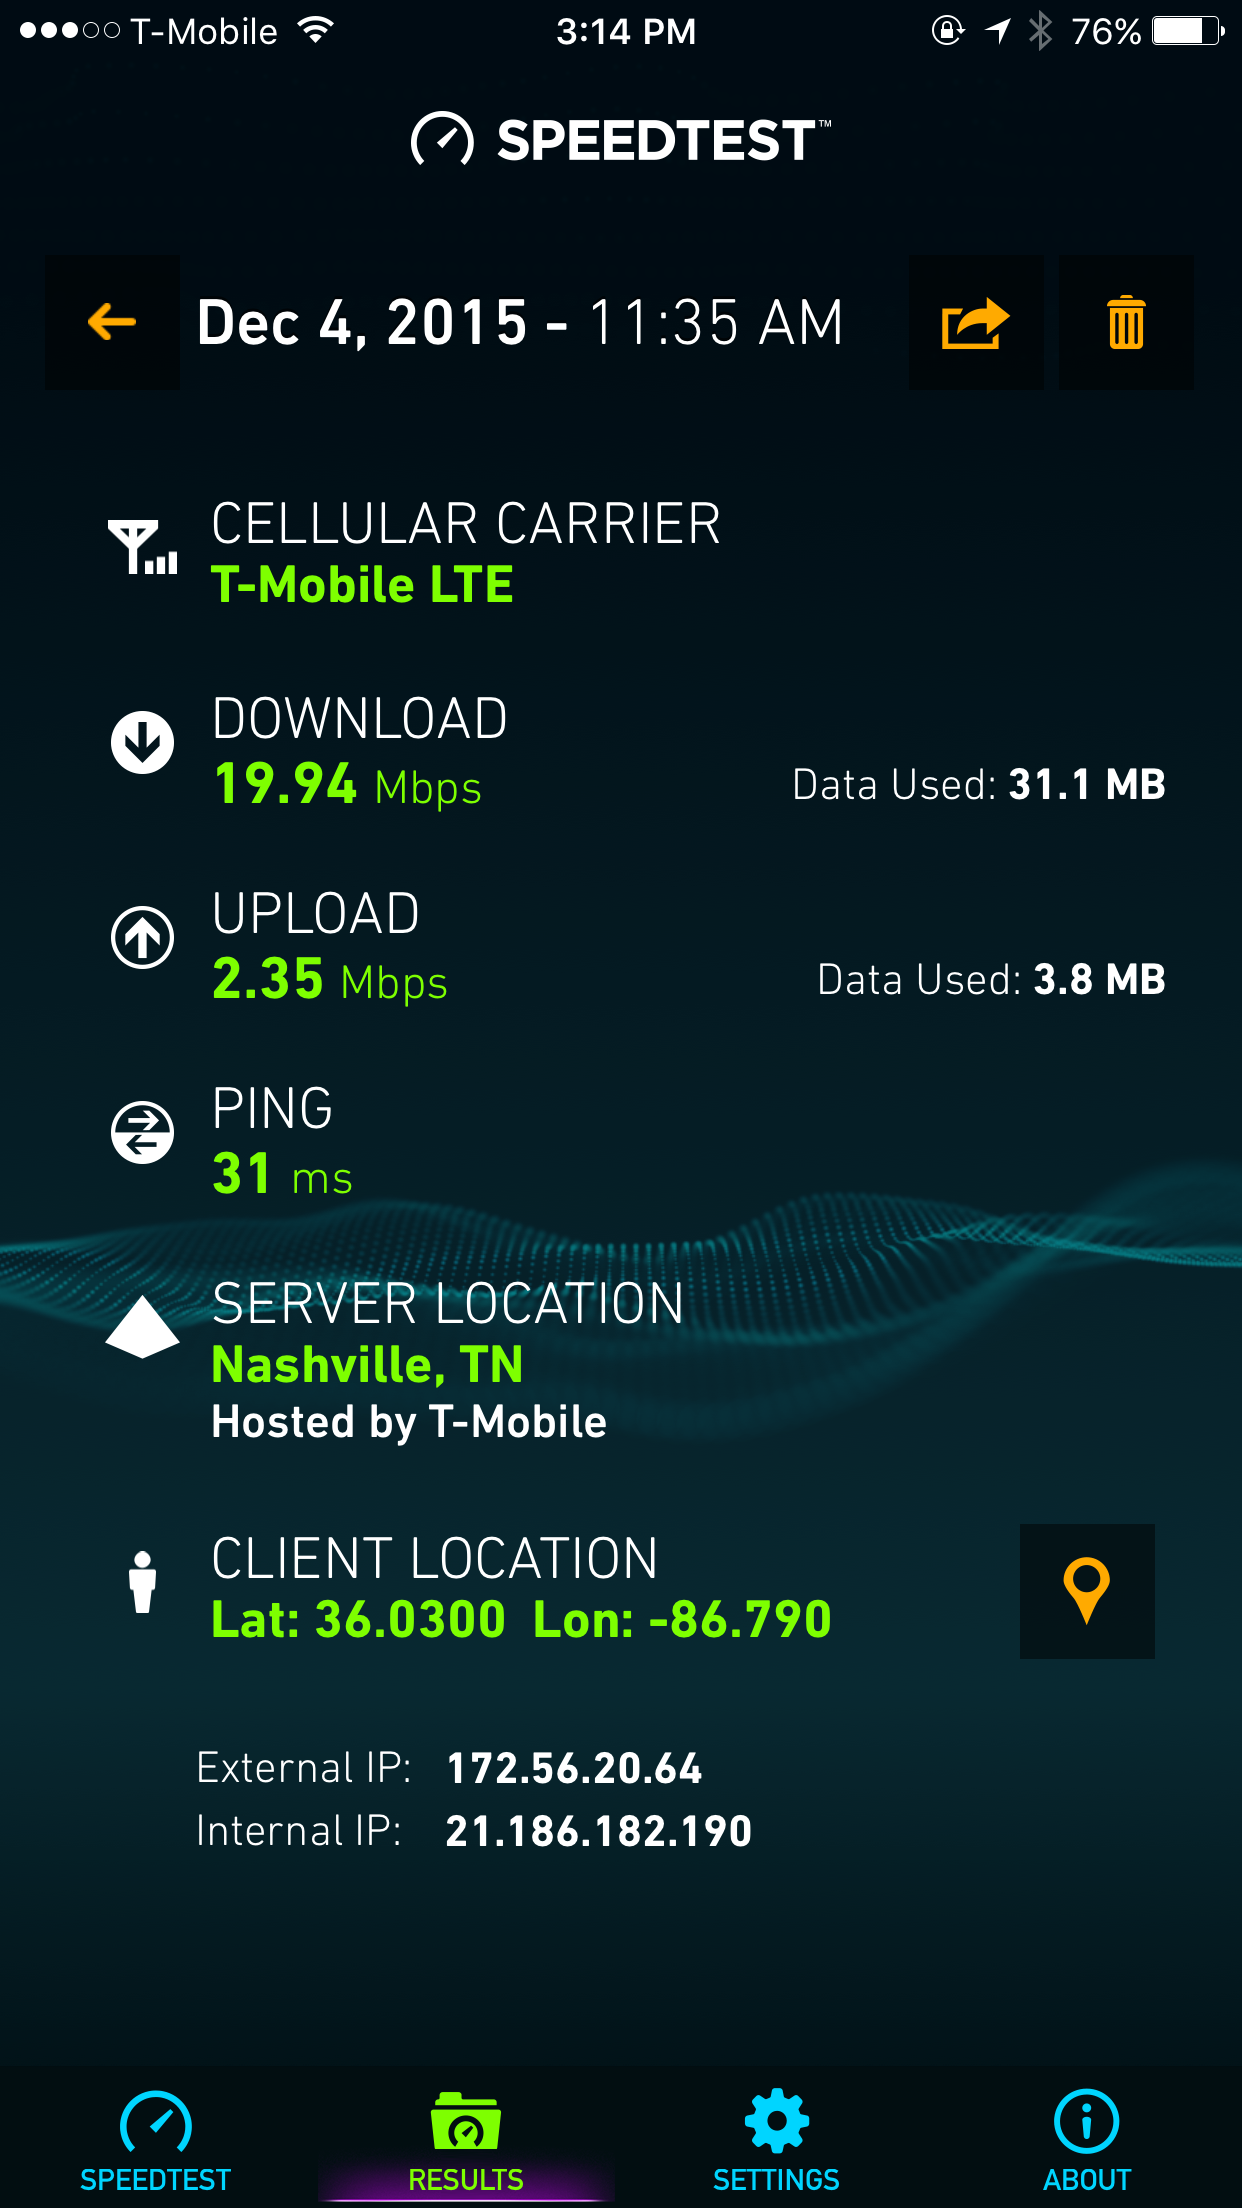 T-Mobile 3:14 PM 76%
SPEEDTEST™
Dec 4, 2015 - 11:35 AM
CELLULAR CARRIER
T-Mobile LTE
DOWNLOAD
19.94 Mbps Data Used: 31.1 MB
UPLOAD
2.35 Mbps Data Used: 3.8 MB
PING
31 ms
SERVER LOCATION
Nashville, TN
Hosted by T-Mobile
CLIENT LOCATION
Lat: 36.0300 Lon: -86.790
External IP: 172.56.20.64
Internal IP: 21.186.182.190
SPEEDTEST RESULTS SETTINGS ABOUT